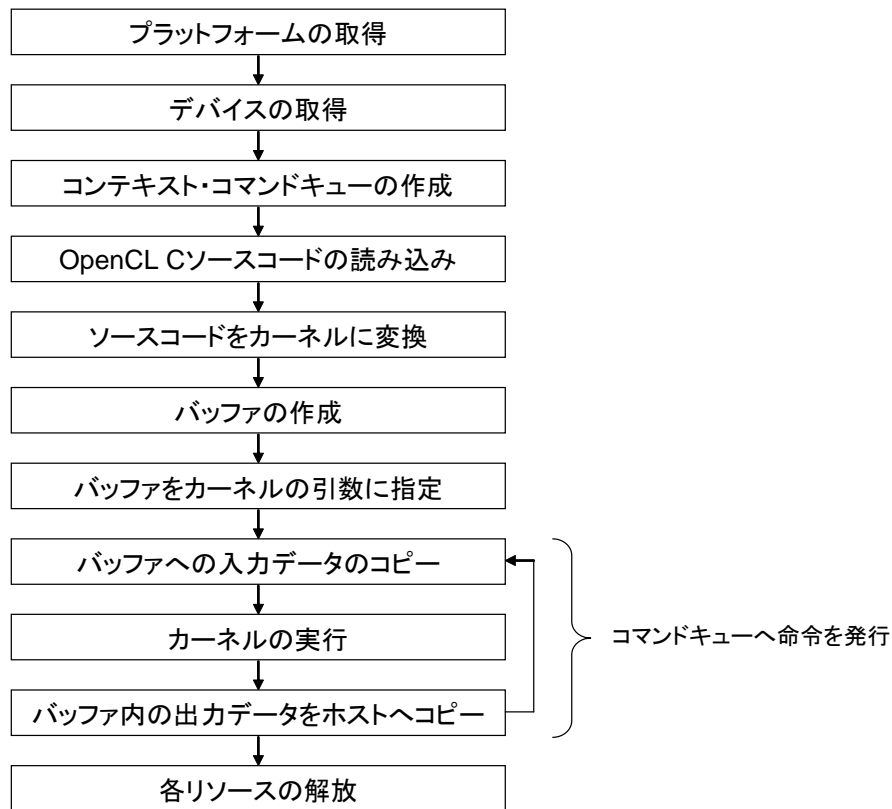 プラットフォームの取得
デバイスの取得
コンテキスト・コマンドキューの作成
OpenCL Cソースコードの読み込み
ソースコードをカーネルに変換
バッファの作成
バッファをカーネルの引数に指定
バッファへの入力データのコピー
カーネルの実行
コマンドキューへ命令を発行
バッファ内の出力データをホストへコピー
各リソースの解放